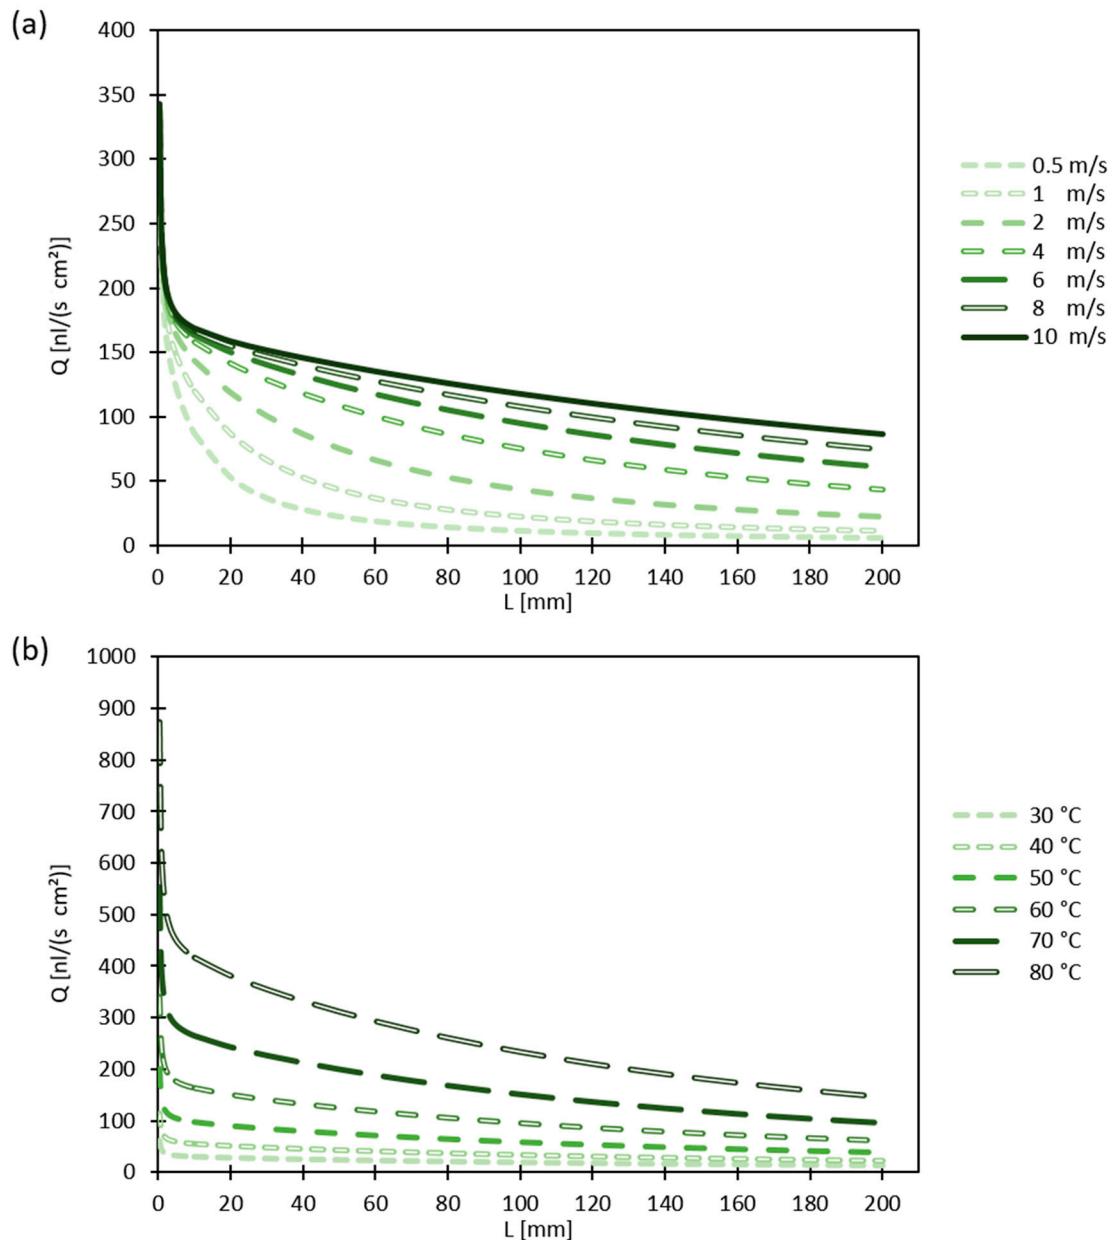 (a)
400
350
300
250
200
150
100
50
0
Q [nl/(s cm²)]
0 20 40 60 80 100 120 140 160 180 200
L [mm]
0.5 m/s
1 m/s
2 m/s
4 m/s
6 m/s
8 m/s
10 m/s
(b)
1000
900
800
700
600
500
400
300
200
100
0
Q [nl/(s cm²)]
0 20 40 60 80 100 120 140 160 180 200
L [mm]
30 °C
40 °C
50 °C
60 °C
70 °C
80 °C